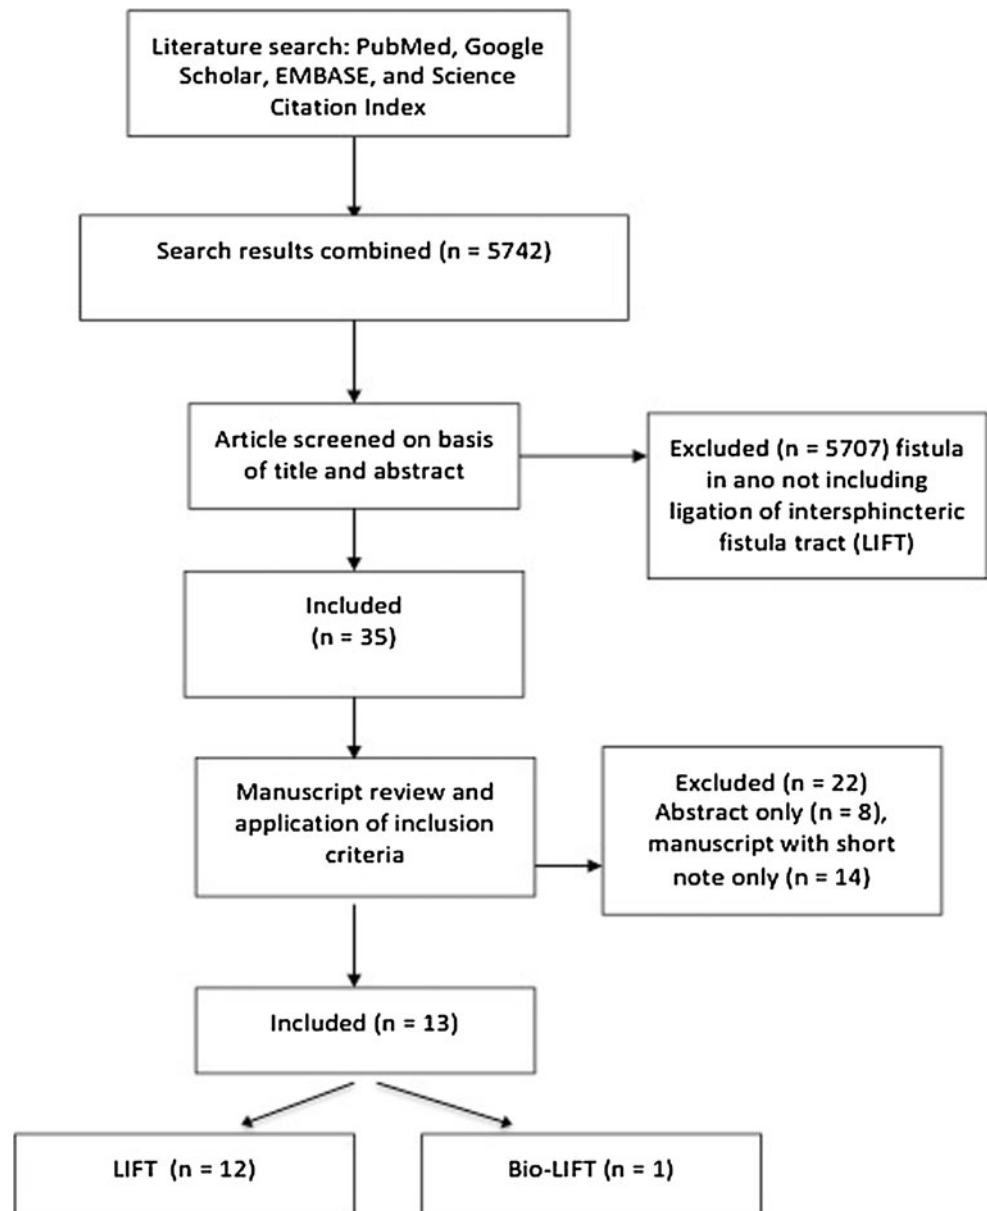 Literature search: PubMed, Google
Scholar, EMBASE, and Science
Citation Index
Search results combined (n = 5742)
Article screened on basis
of title and abstract
Excluded (n = 5707) fistula
in ano not including
ligation of intersphincteric
fistula tract (LIFT)
Included
(n = 35)
Manuscript review and
application of inclusion
criteria
Excluded (n = 22)
Abstract only (n = 8),
manuscript with short
note only (n = 14)
Included (n = 13)
LIFT (n = 12)
Bio-LIFT (n = 1)